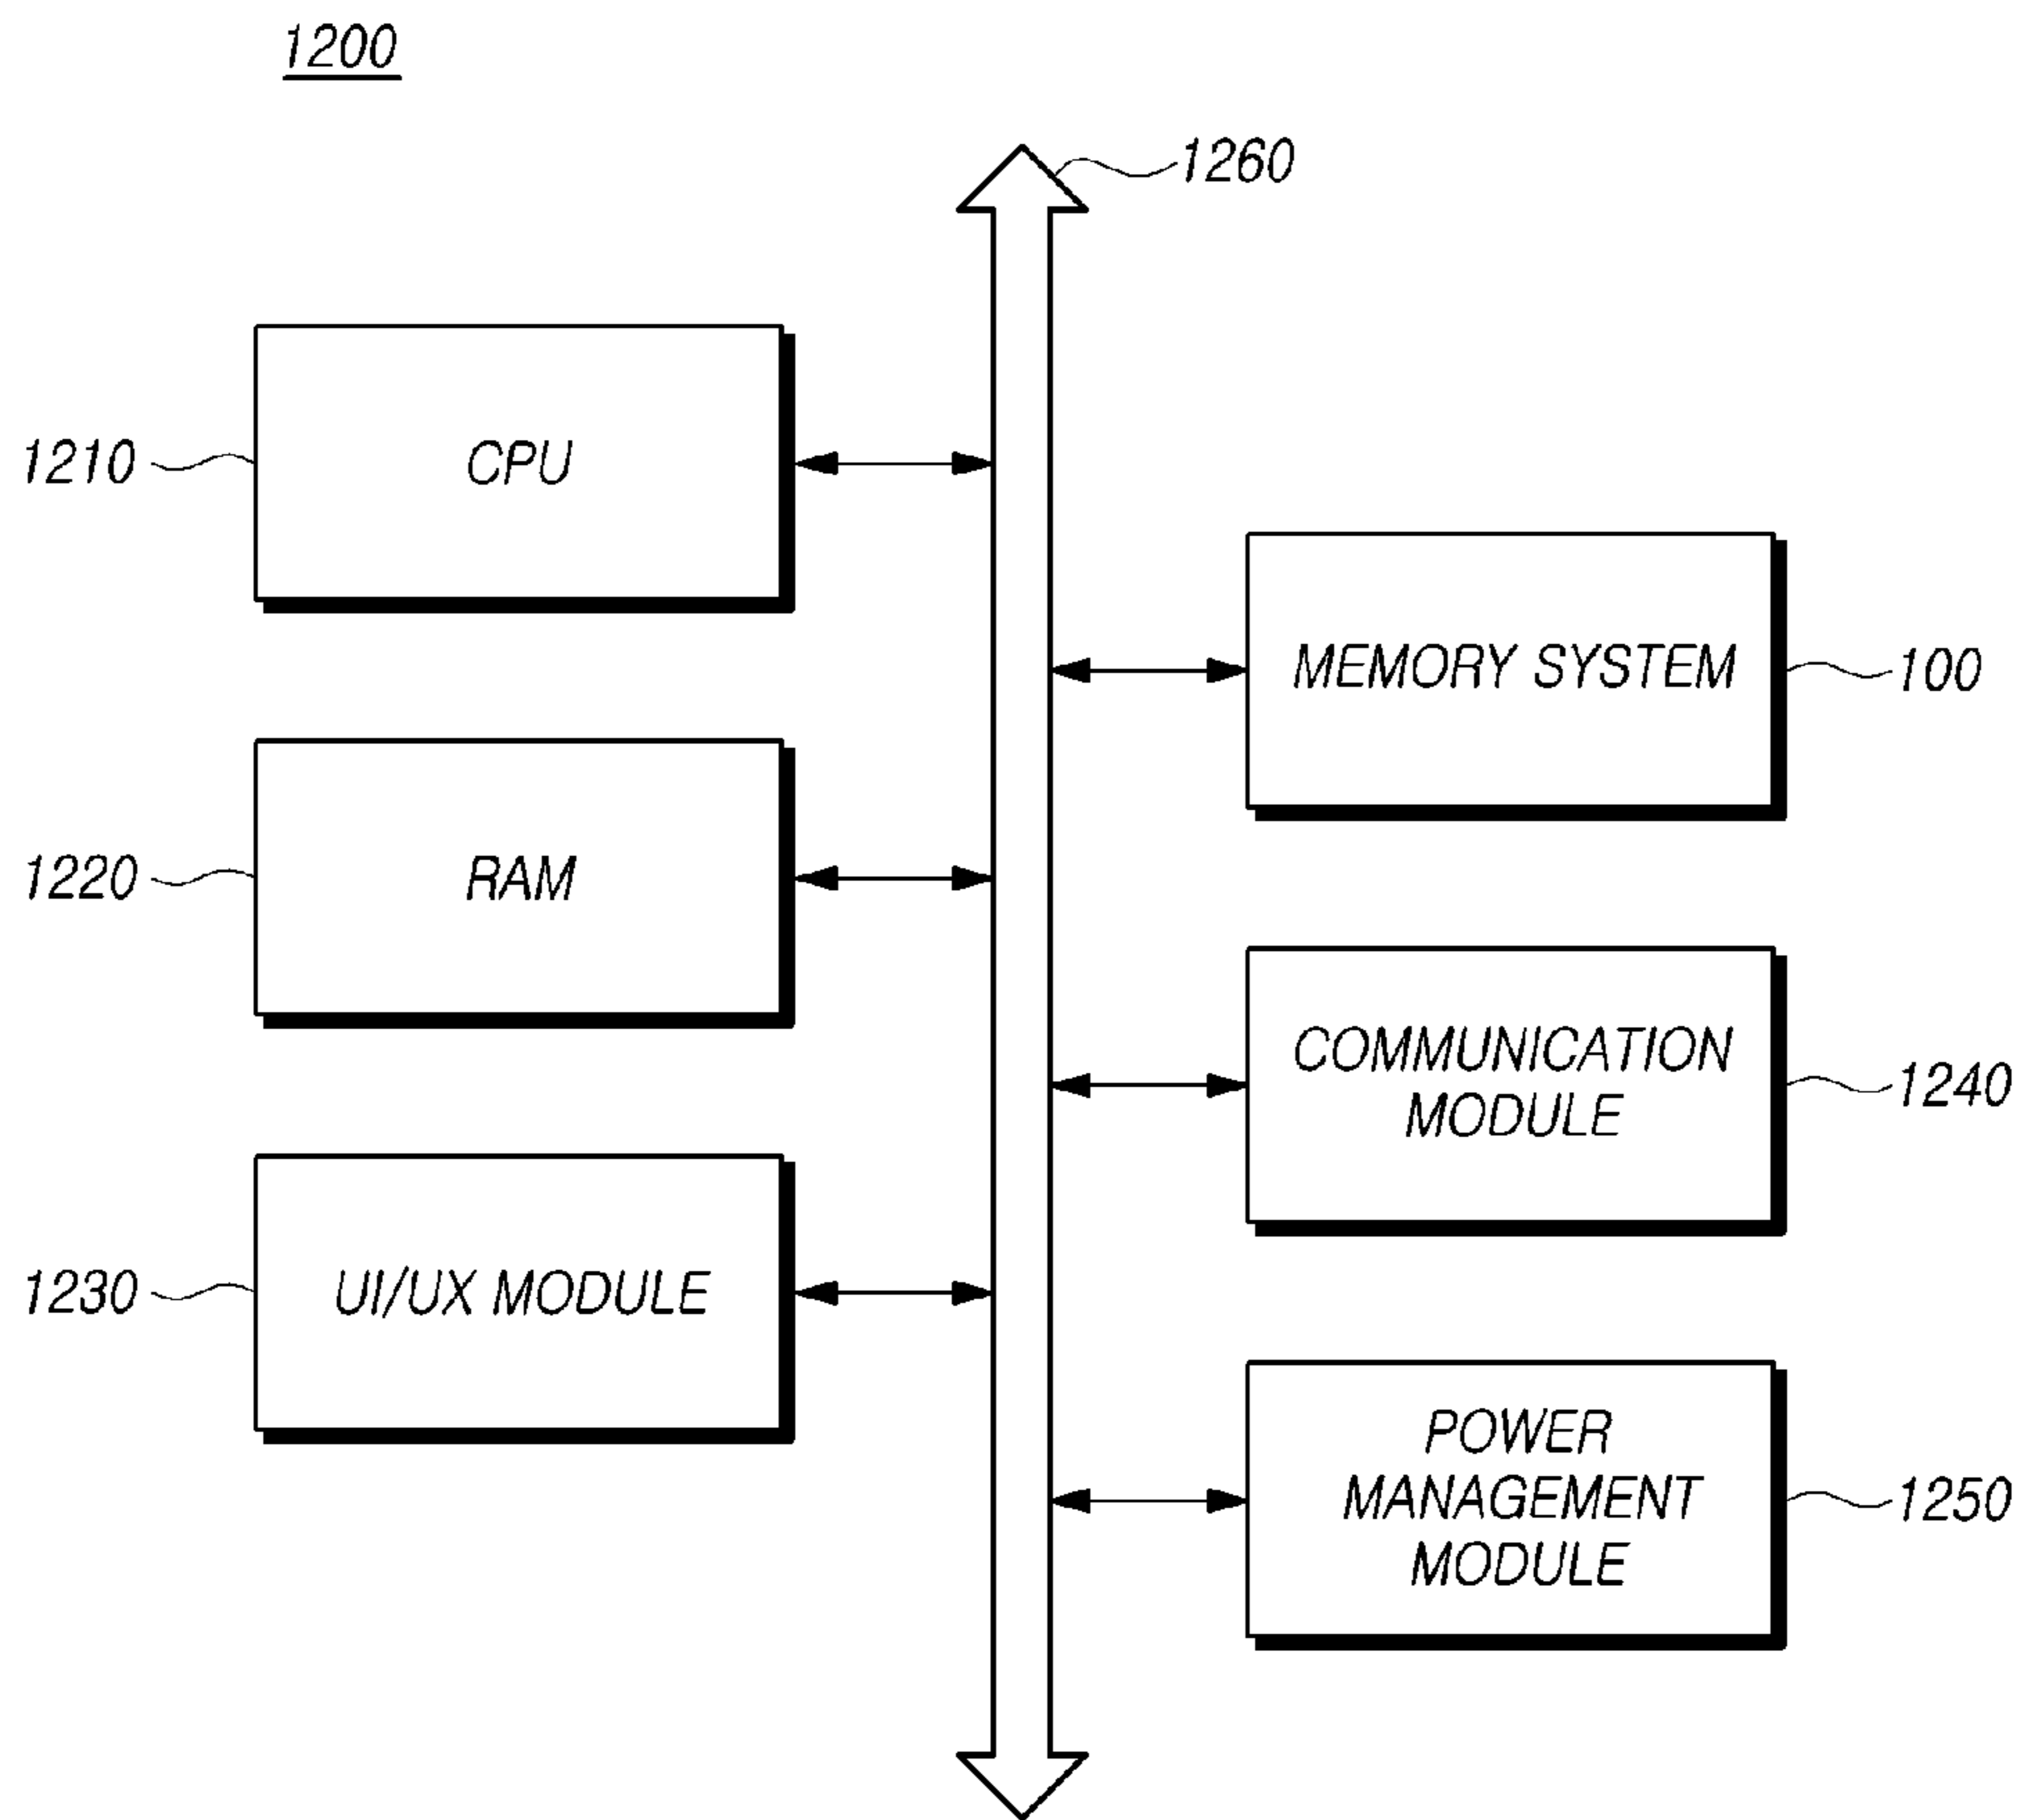 1200
1260
1210
CPU
MEMORY SYSTEM
100
1220
RAM
COMMUNICATION
MODULE
1240
1230
UI/UX MODULE
POWER
MANAGEMENT
MODULE
1250